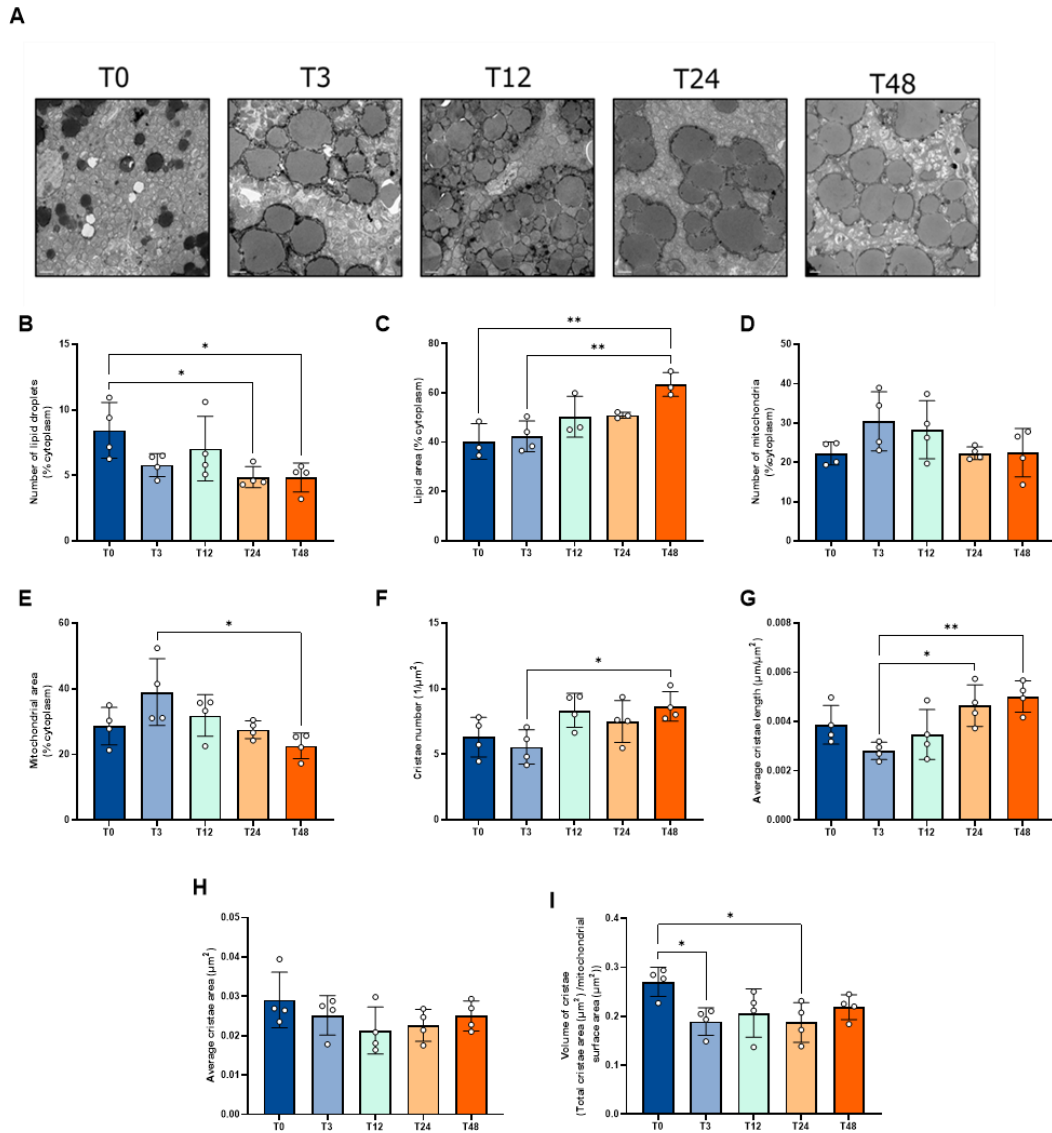 A
T0 T3 T12 T24 T48
B
Number of lipid droplets
(% cytoplasm)
15
10
5
0
* 
*
T0 T3 T12 T24 T48
C
Lipid area (% cytoplasm)
80
60
40
20
0
**
**
T0 T3 T12 T24 T48
D
Number of mitochondria
(%cytoplasm)
50
40
30
20
10
0
T0 T3 T12 T24 T48
E
Mitochondrial area
(% cytoplasm)
60
40
20
0
*
T0 T3 T12 T24 T48
F
Cristae number (1/µm²)
15
10
5
0
*
T0 T3 T12 T24 T48
G
Average cristae length (µm/µm²)
0.008
0.006
0.004
0.002
0.000
**
*
T0 T3 T12 T24 T48
H
Average cristae area (µm²)
0.05
0.04
0.03
0.02
0.01
0.00
T0 T3 T12 T24 T48
I
Volume of cristae
(Total cristae area (µm²) /mitochondrial
surface area (µm²))
0.4
0.3
0.2
0.1
0.0
*
*
T0 T3 T12 T24 T48